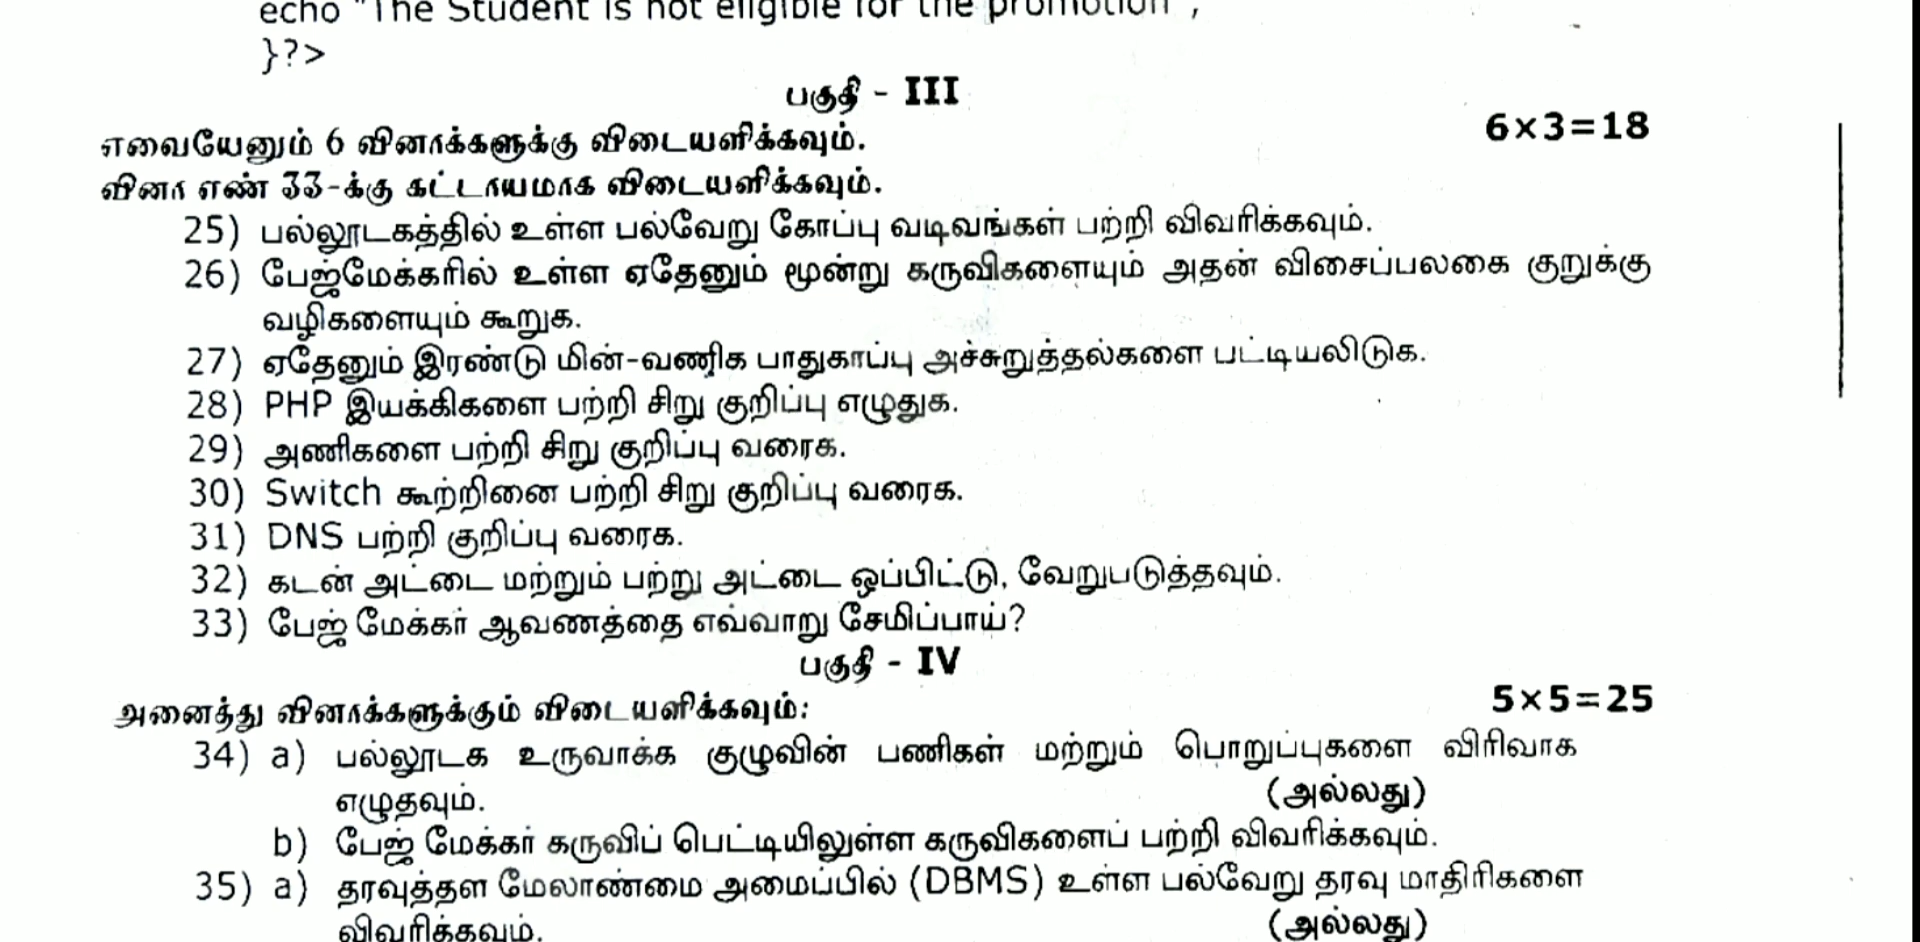 echo "The Student is not eligible for the promotion",
}?>
பகுதி - III
எவையேனும் 6 வினாக்களுக்கு விடையளிக்கவும். 6×3=18
வினா எண் 33-க்கு கட்டாயமாக விடையளிக்கவும்.
25) பல்லூடகத்தில் உள்ள பல்வேறு கோப்பு வடிவங்கள் பற்றி விவரிக்கவும்.
26) பேஜ்மேக்கரில் உள்ள ஏதேனும் மூன்று கருவிகளையும் அதன் விசைப்பலகை குறுக்கு
வழிகளையும் கூறுக.
27) ஏதேனும் இரண்டு மின்-வணிக பாதுகாப்பு அச்சுறுத்தல்களை பட்டியலிடுக.
28) PHP இயக்கிகளை பற்றி சிறு குறிப்பு எழுதுக.
29) அணிகளை பற்றி சிறு குறிப்பு வரைக.
30) Switch கூற்றினை பற்றி சிறு குறிப்பு வரைக.
31) DNS பற்றி குறிப்பு வரைக.
32) கடன் அட்டை மற்றும் பற்று அட்டை ஒப்பிட்டு, வேறுபடுத்தவும்.
33) பேஜ் மேக்கர் ஆவணத்தை எவ்வாறு சேமிப்பாய்?
பகுதி - IV
அனைத்து வினாக்களுக்கும் விடையளிக்கவும்: 5×5=25
34) a) பல்லூடக உருவாக்க குழுவின் பணிகள் மற்றும் பொறுப்புகளை விரிவாக
எழுதவும். (அல்லது)
b) பேஜ் மேக்கர் கருவிப் பெட்டியிலுள்ள கருவிகளைப் பற்றி விவரிக்கவும்.
35) a) தரவுத்தள மேலாண்மை அமைப்பில் (DBMS) உள்ள பல்வேறு தரவு மாதிரிகளை
விவரிக்கவும். (அல்லது)